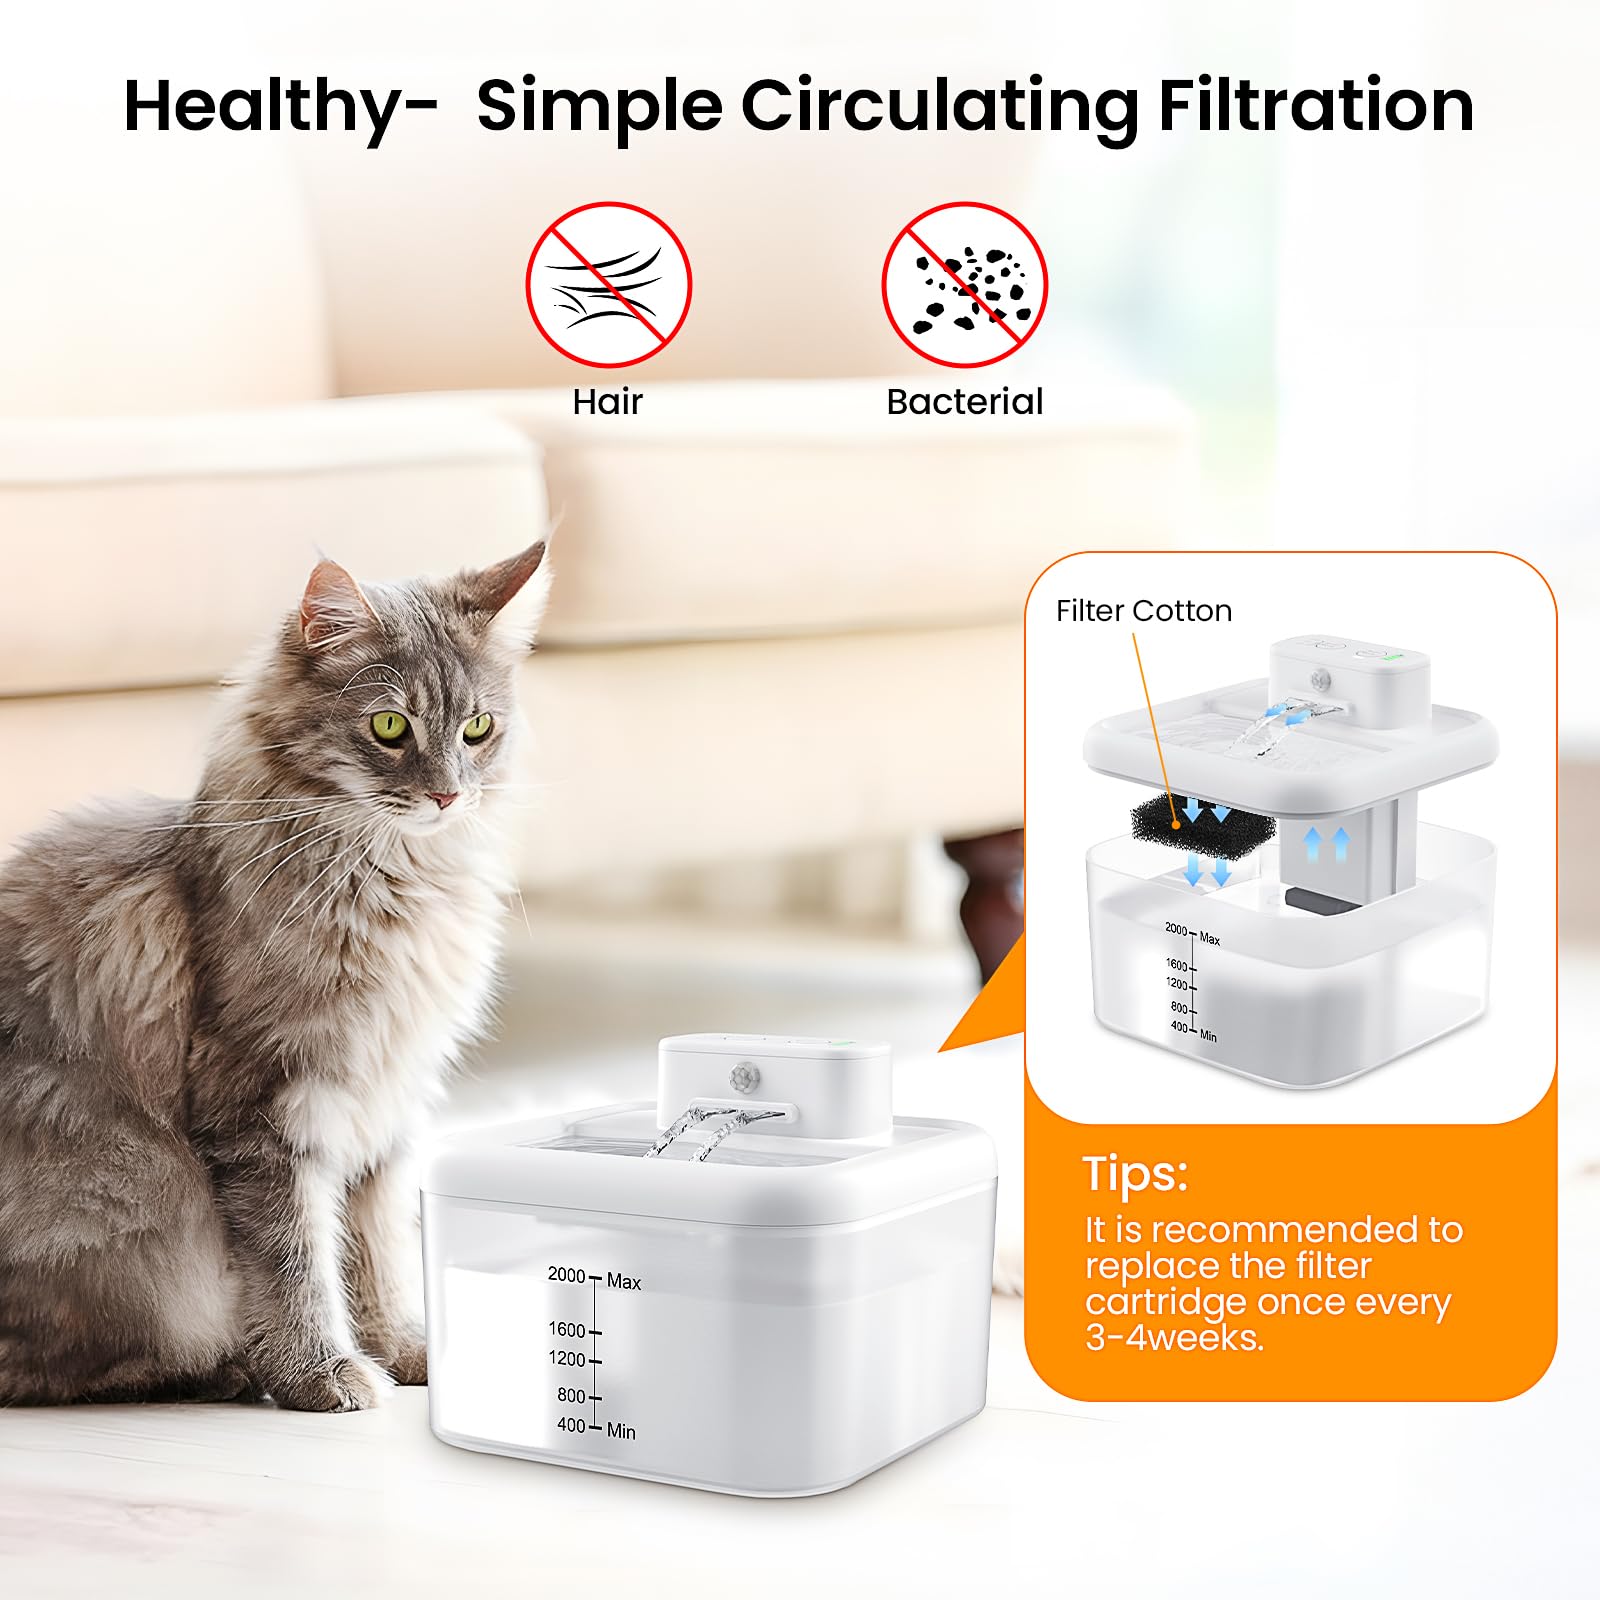 Healthy- Simple Circulating Filtration
Hair
Bacterial
Filter Cotton
2000 Max
1600
1200
800
400 Min
Tips:
It is recommended to
replace the filter
cartridge once every
3-4weeks.
2000 Max
1600
1200
800
400 Min